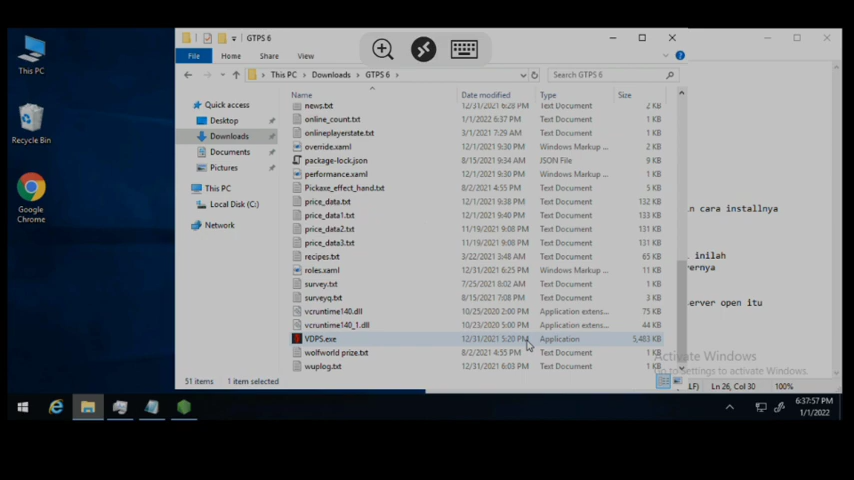 This PC
Recycle Bin
Google
Chrome
GTPS 6
File Home Share View
This PC > Downloads > GTPS 6 >
Search GTPS 6
Quick access
Desktop
Downloads
Documents
Pictures
This PC
Local Disk (C:)
Network
Name Date modified Type Size
news.txt 12/31/2021 6:28 PM Text Document 2 KB
online_count.txt 1/1/2022 6:37 PM Text Document 1 KB
onlineplayerstate.txt 3/1/2021 7:29 AM Text Document 1 KB
override.xaml 12/1/2021 9:30 PM Windows Markup ... 2 KB
package-lock.json 8/15/2021 9:34 AM JSON File 9 KB
performance.xaml 12/1/2021 9:30 PM Windows Markup ... 2 KB
Pickaxe_effect_hand.txt 8/2/2021 4:55 PM Text Document 5 KB
price_data.txt 12/1/2021 9:38 PM Text Document 132 KB
price_data1.txt 12/1/2021 9:40 PM Text Document 133 KB
price_data2.txt 11/19/2021 9:08 PM Text Document 131 KB
price_data3.txt 11/19/2021 9:08 PM Text Document 131 KB
recipes.txt 3/22/2021 3:48 AM Text Document 65 KB
roles.xaml 12/31/2021 6:25 PM Windows Markup ... 11 KB
survey.txt 7/25/2021 8:02 AM Text Document 1 KB
surveyq.txt 8/15/2021 7:08 PM Text Document 3 KB
vcruntime140.dll 10/25/2020 2:00 PM Application extens... 75 KB
vcruntime140_1.dll 10/23/2020 5:00 PM Application extens... 44 KB
VDPS.exe 12/31/2021 5:20 PM Application 5,483 KB
wolfworld prize.txt 8/2/2021 4:55 PM Text Document 1 KB
wuplog.txt 12/31/2021 6:03 PM Text Document 1 KB
51 items 1 item selected
n cara installnya
inilah
vernya
server open itu
Activate Windows
Go to Settings to activate Windows.
LF) Ln 26, Col 30 100%
6:37:57 PM
1/1/2022